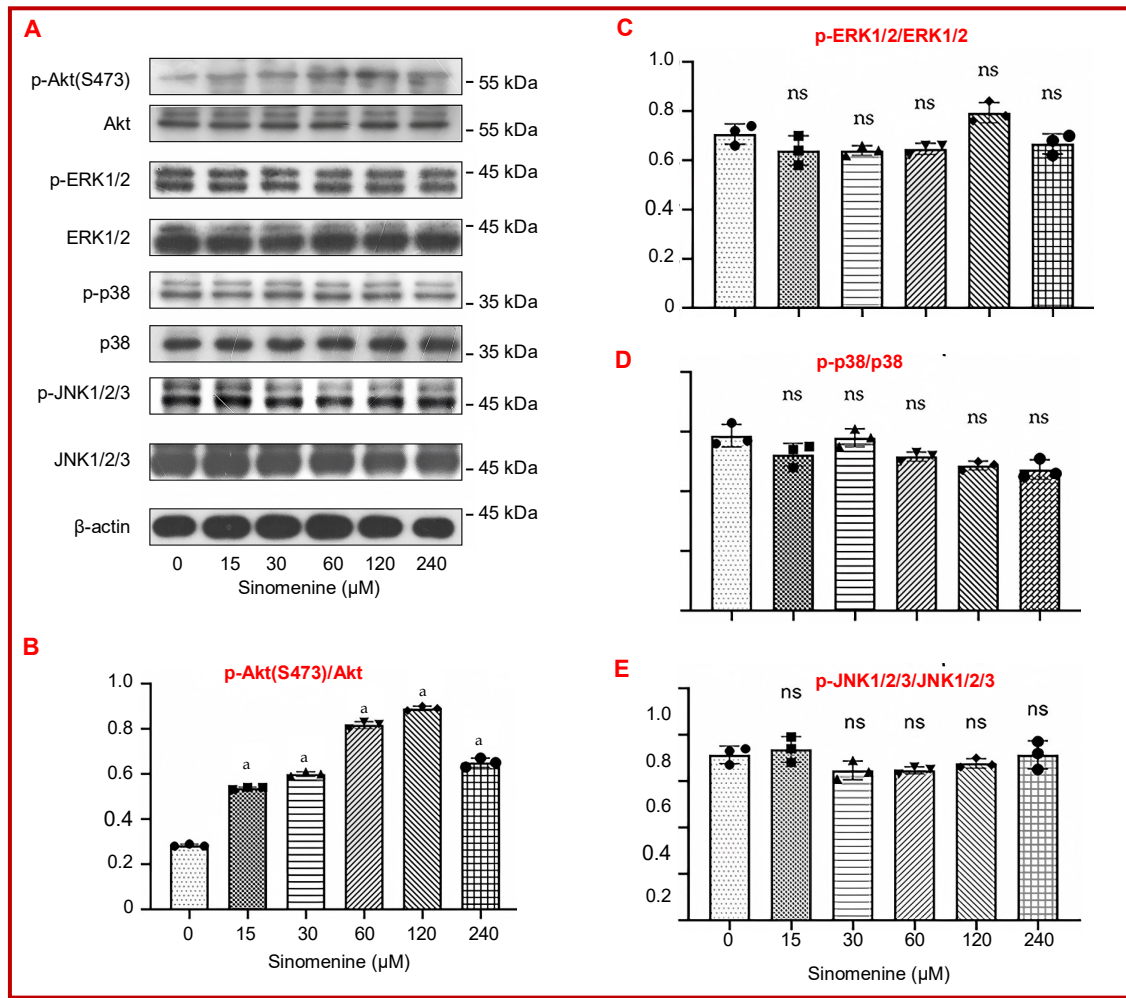 A
p-Akt(S473)
- 55 kDa
Akt
- 55 kDa
p-ERK1/2
- 45 kDa
ERK1/2
- 45 kDa
p-p38
- 35 kDa
p38
- 35 kDa
p-JNK1/2/3
- 45 kDa
JNK1/2/3
- 45 kDa
β-actin
- 45 kDa
0 15 30 60 120 240
Sinomenine (µM)
B
p-Akt(S473)/Akt
1.0
0.8
0.6
0.4
0.2
0
a
a
a
a
a
0 15 30 60 120 240
Sinomenine (µM)
C
p-ERK1/2/ERK1/2
1.0
0.8
0.6
0.4
0.2
0
ns
ns
ns
ns
ns
D
p-p38/p38
ns
ns
ns
ns
ns
E
p-JNK1/2/3/JNK1/2/3
1.0
0.8
0.6
0.4
0.2
ns
ns
ns
ns
ns
0 15 30 60 120 240
Sinomenine (µM)